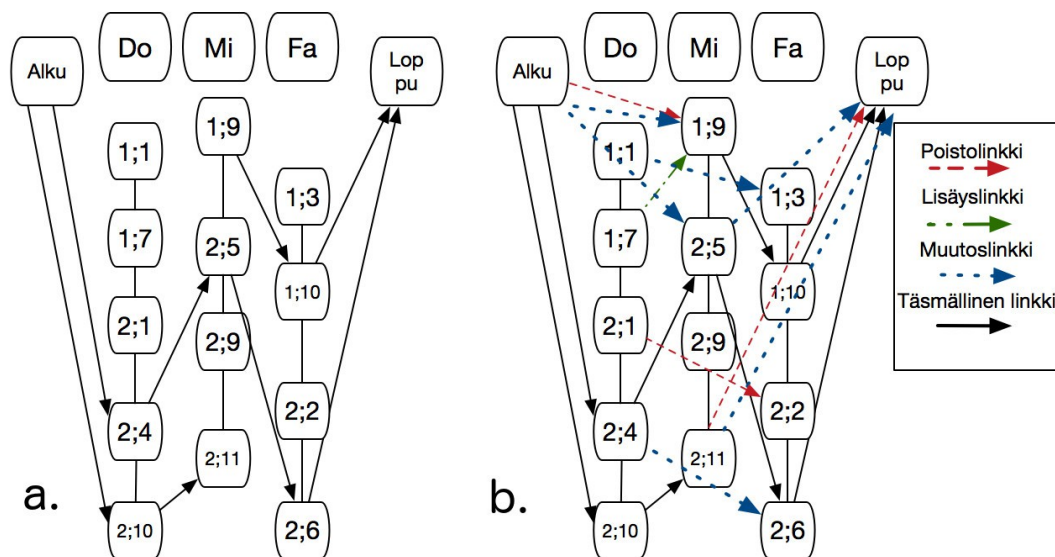 Alku
Do
Mi
Fa
Lop
pu
1;1
1;7
2;1
2;4
2;10
1;9
2;5
2;9
2;11
1;3
1;10
2;2
2;6
a.
Alku
Do
Mi
Fa
Lop
pu
1;1
1;7
2;1
2;4
2;10
1;9
2;5
2;9
2;11
1;3
1;10
2;2
2;6
b.
Poistolinkki
Lisäyslinkki
Muutoslinkki
Täsmällinen linkki